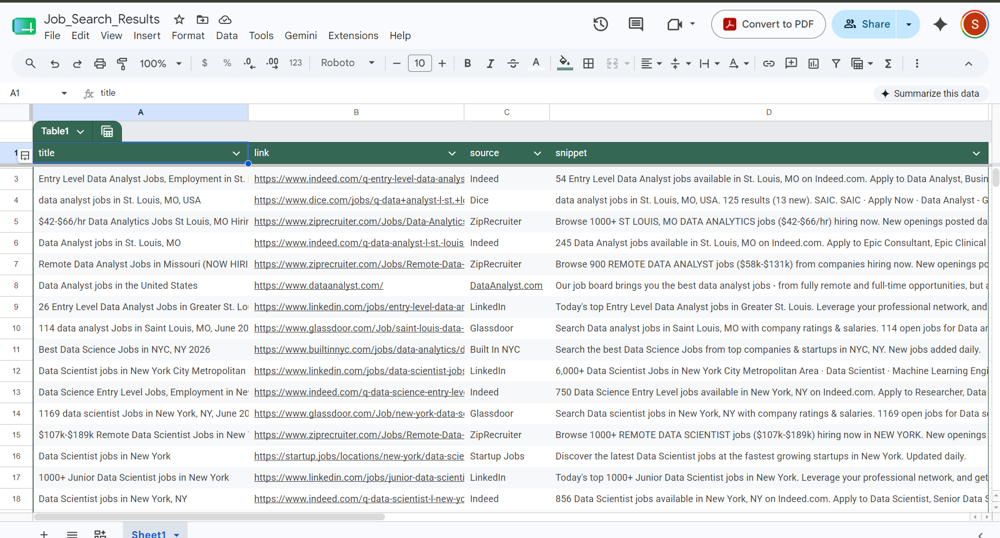 Job_Search_Results
File Edit View Insert Format Data Tools Gemini Extensions Help
Convert to PDF
Share
S
100% $ % .0 .00 123 Roboto 10 B I A
A1 title
Summarize this data
A B C D
Table1
1 title link source snippet
3 Entry Level Data Analyst Jobs, Employment in St. https://www.indeed.com/q-entry-level-data-analys Indeed 54 Entry Level Data Analyst jobs available in St. Louis, MO on Indeed.com. Apply to Data Analyst, Busin
4 data analyst jobs in St. Louis, MO, USA https://www.dice.com/jobs/q-data+analyst-l-st.+lo Dice data analyst jobs in St. Louis, MO, USA. 125 results (13 new). SAIC. SAIC · Apply Now · Data Analyst - G
5 $42-$66/hr Data Analytics Jobs St Louis, MO Hirin https://www.ziprecruiter.com/Jobs/Data-Analytics ZipRecruiter Browse 1000+ ST LOUIS, MO DATA ANALYTICS jobs ($42-$66/hr) hiring now. New openings posted da
6 Data Analyst jobs in St. Louis, MO https://www.indeed.com/q-data-analyst-l-st.-louis Indeed 245 Data Analyst jobs available in St. Louis, MO on Indeed.com. Apply to Epic Consultant, Epic Clinical
7 Remote Data Analyst Jobs in Missouri (NOW HIRI https://www.ziprecruiter.com/Jobs/Remote-Data- ZipRecruiter Browse 900 REMOTE DATA ANALYST jobs ($58k-$131k) from companies hiring now. New openings po
8 Data Analyst jobs in the United States https://www.dataanalyst.com/ DataAnalyst.com Our job board brings you the best data analyst jobs - from fully remote and full-time opportunities, but a
9 26 Entry Level Data Analyst Jobs in Greater St. Lou https://www.linkedin.com/jobs/entry-level-data-an LinkedIn Today's top Entry Level Data Analyst jobs in Greater St. Louis. Leverage your professional network, and
10 114 data analyst Jobs in Saint Louis, MO, June 20 https://www.glassdoor.com/Job/saint-louis-data- Glassdoor Search Data analyst jobs in Saint Louis, MO with company ratings & salaries. 114 open jobs for Data an
11 Best Data Science Jobs in NYC, NY 2026 https://www.builtinnyc.com/jobs/data-analytics/d Built In NYC Search the best Data Science Jobs from top companies & startups in NYC, NY. New jobs added daily.
12 Data Scientist jobs in New York City Metropolitan https://www.linkedin.com/jobs/data-scientist-jobs LinkedIn 6,000+ Data Scientist Jobs in New York City Metropolitan Area · Data Scientist · Machine Learning Engi
13 Data Science Entry Level Jobs, Employment in Nev https://www.indeed.com/q-data-science-entry-leve Indeed 750 Data Science Entry Level jobs available in New York, NY on Indeed.com. Apply to Researcher, Data
14 1169 data scientist Jobs in New York, NY, June 20 https://www.glassdoor.com/Job/new-york-data-sc Glassdoor Search Data scientist jobs in New York, NY with company ratings & salaries. 1169 open jobs for Data sc
15 $107k-$189k Remote Data Scientist Jobs in New https://www.ziprecruiter.com/Jobs/Remote-Data- ZipRecruiter Browse 1000+ REMOTE DATA SCIENTIST jobs ($107k-$189k) hiring now in NEW YORK. New openings
16 Data Scientist jobs in New York https://startup.jobs/locations/new-york/data-scie Startup Jobs Discover the latest Data Scientist jobs at the fastest growing startups in New York. Updated daily.
17 1000+ Junior Data Scientist jobs in New York https://www.linkedin.com/jobs/junior-data-scienti LinkedIn Today's top 1000+ Junior Data Scientist jobs in New York. Leverage your professional network, and get
18 Data Scientist jobs in New York, NY https://www.indeed.com/q-data-scientist-l-new-yo Indeed 856 Data Scientist jobs available in New York, NY on Indeed.com. Apply to Data Scientist, Senior Data S
Sheet1